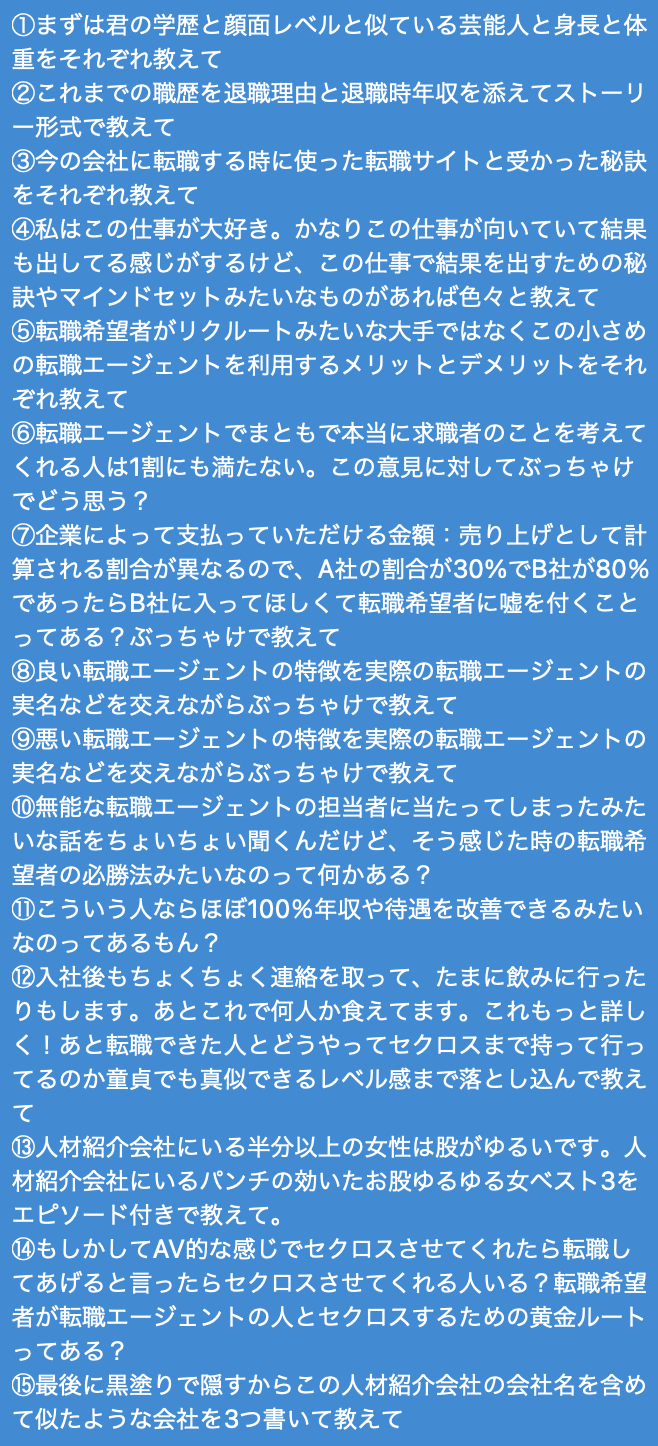 ①まずは君の学歴と顔面レベルと似ている芸能人と身長と体
重をそれぞれ教えて
②これまでの職歴を退職理由と退職時年収を添えてストーリ
ー形式で教えて
③今の会社に転職する時に使った転職サイトと受かった秘訣
をそれぞれ教えて
④私はこの仕事が大好き。かなりこの仕事が向いていて結果
も出してる感じがするけど、この仕事で結果を出すための秘
訣やマインドセットみたいなものがあれば色々と教えて
⑤転職希望者がリクルートみたいな大手ではなくこの小さめ
の転職エージェントを利用するメリットとデメリットをそれ
ぞれ教えて
⑥転職エージェントでまともで本当に求職者のことを考えて
くれる人は1割にも満たない。この意見に対してぶっちゃけ
でどう思う？
⑦企業によって支払っていただける金額：売り上げとして計
算される割合が異なるので、A社の割合が30%でB社が80%
であったらB社に入ってほしくて転職希望者に嘘を付くこと
ってある？ぶっちゃけで教えて
⑧良い転職エージェントの特徴を実際の転職エージェントの
実名などを交えながらぶっちゃけで教えて
⑨悪い転職エージェントの特徴を実際の転職エージェントの
実名などを交えながらぶっちゃけで教えて
⑩無能な転職エージェントの担当者に当たってしまったみた
いな話をちょいちょい聞くんだけど、そう感じた時の転職希
望者の必勝法みたいなのって何かある？
⑪こういう人ならほぼ100%年収や待遇を改善できるみたい
なのってあるもん？
⑫入社後もちょくちょく連絡を取って、たまに飲みに行った
りもします。あとこれで何人か食えてます。これもっと詳し
く！あと転職できた人とどうやってセクロスまで持って行っ
てるのか童貞でも真似できるレベル感まで落とし込んで教え
て
⑬人材紹介会社にいる半分以上の女性は股がゆるいです。人
材紹介会社にいるパンチの効いたお股ゆるゆる女ベスト3を
エピソード付きで教えて。
⑭もしかしてAV的な感じでセクロスさせてくれたら転職し
てあげると言ったらセクロスさせてくれる人いる？転職希望
者が転職エージェントの人とセクロスするための黄金ルート
ってある？
⑮最後に黒塗りで隠すからこの人材紹介会社の会社名を含め
て似たような会社を3つ書いて教えて